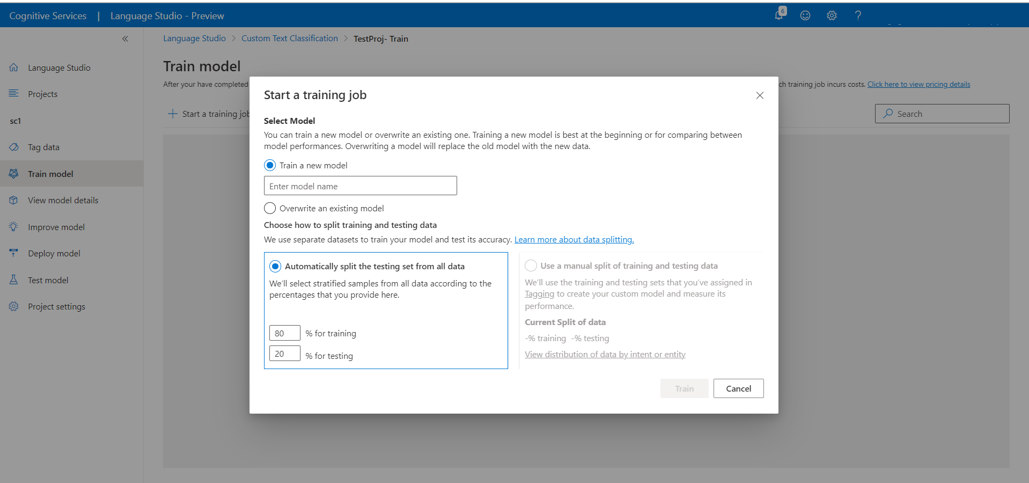 Cognitive Services | Language Studio - Preview
4
?
«
Language Studio > Custom Text Classification > TestProj- Train
Language Studio
Projects
sc1
Tag data
Train model
View model details
Improve model
Deploy model
Test model
Project settings
Train model
After your have completed
ch training job incurs costs. Click here to view pricing details
+ Start a training job
Search
Start a training job
Select Model
You can train a new model or overwrite an existing one. Training a new model is best at the beginning or for comparing between
model performances. Overwriting a model will replace the old model with the new data.
Train a new model
Enter model name
Overwrite an existing model
Choose how to split training and testing data
We use separate datasets to train your model and test its accuracy. Learn more about data splitting.
Automatically split the testing set from all data
We'll select stratified samples from all data according to the
percentages that you provide here.
80 % for training
20 % for testing
Use a manual split of training and testing data
We'll use the training and testing sets that you've assigned in
Tagging to create your custom model and measure its
performance.
Current Split of data
-% training -% testing
View distribution of data by intent or entity
Train
Cancel